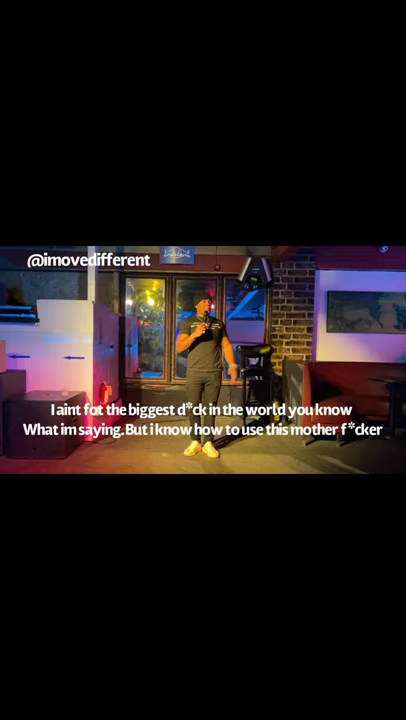 @imovedifferent
I aint fot the biggest d*ck in the world you know
What im saying.But i know how to use this mother f*cker